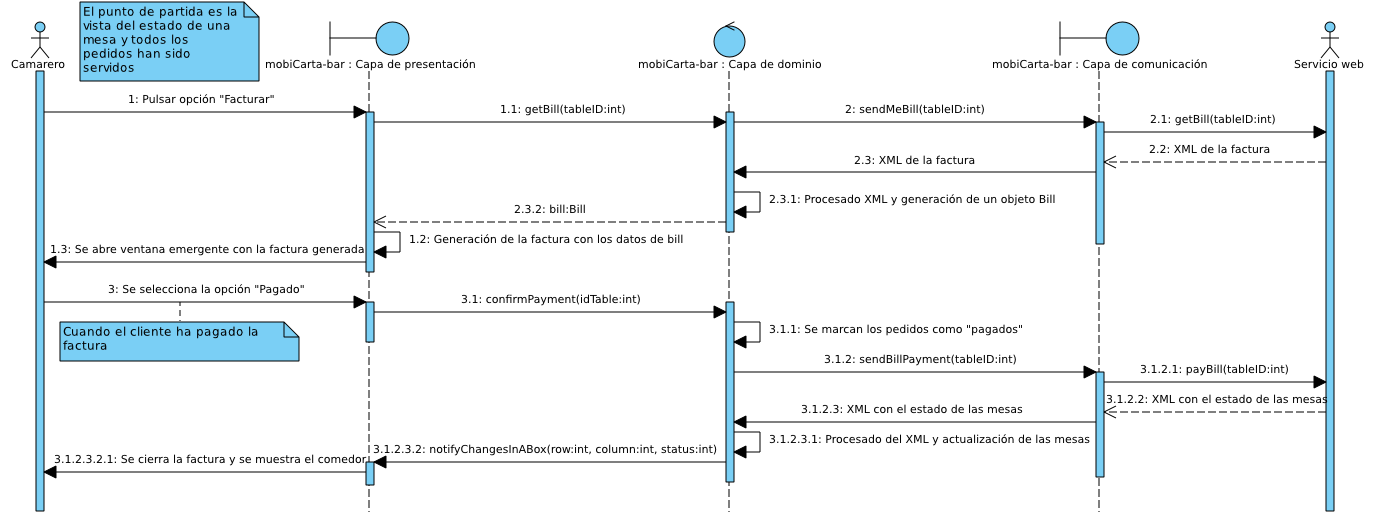 El punto de partida es la
vista del estado de una
mesa y todos los
pedidos han sido
servidos
Camarero
mobiCarta-bar : Capa de presentación
mobiCarta-bar : Capa de dominio
mobiCarta-bar : Capa de comunicación
Servicio web
1: Pulsar opción "Facturar"
1.1: getBill(tableID:int)
2: sendMeBill(tableID:int)
2.1: getBill(tableID:int)
2.2: XML de la factura
2.3: XML de la factura
2.3.1: Procesado XML y generación de un objeto Bill
2.3.2: bill:Bill
1.2: Generación de la factura con los datos de bill
1.3: Se abre ventana emergente con la factura generada
3: Se selecciona la opción "Pagado"
3.1: confirmPayment(idTable:int)
Cuando el cliente ha pagado la
factura
3.1.1: Se marcan los pedidos como "pagados"
3.1.2: sendBillPayment(tableID:int)
3.1.2.1: payBill(tableID:int)
3.1.2.2: XML con el estado de las mesas
3.1.2.3: XML con el estado de las mesas
3.1.2.3.1: Procesado del XML y actualización de las mesas
3.1.2.3.2: notifyChangesInABox(row:int, column:int, status:int)
3.1.2.3.2.1: Se cierra la factura y se muestra el comedor